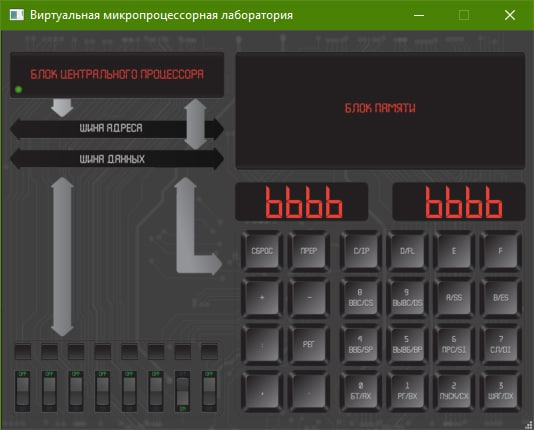 Виртуальная микропроцессорная лаборатория
БЛОК ЦЕНТРАЛЬНОГО ПРОЦЕССОРА
БЛОК ПАМЯТИ
ШИНА АДРЕСА
ШИНА ДАННЫХ
bbbb bbbb
СБРОС ПРЕР C/IP D/FL E F
+ - 8 ВВС/CS 9 ВЫВС/DS A/SS B/ES
: РЕГ 4 ВВБ/SP 5 ВЫВБ/BP 6 ПРС/SI 7 СЛ/DI
, . 0 БТ/AX 1 РГ/BX 2 ПУСК/CX 3 ШАГ/DX
OFF OFF OFF OFF OFF OFF OFF
ON